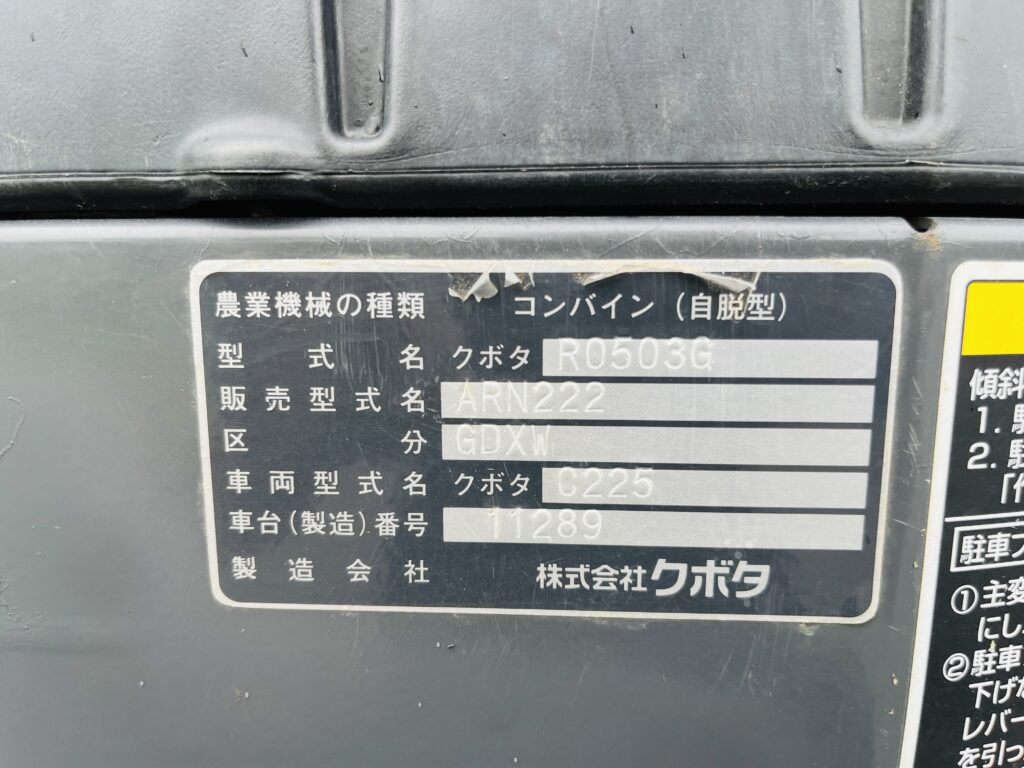 農業機械の種類 コンバイン(自脱型)
型式名 クボタ R0503G
販売型式名 ARN222
区分 GDXW
車両型式名 クボタ C225
車台(製造)番号 11289
製造会社 株式会社クボタ
傾斜
1. 駐
2. 駐
「作
駐車ブ
①主変
にし
②駐車
下げ
レバー
を引っ